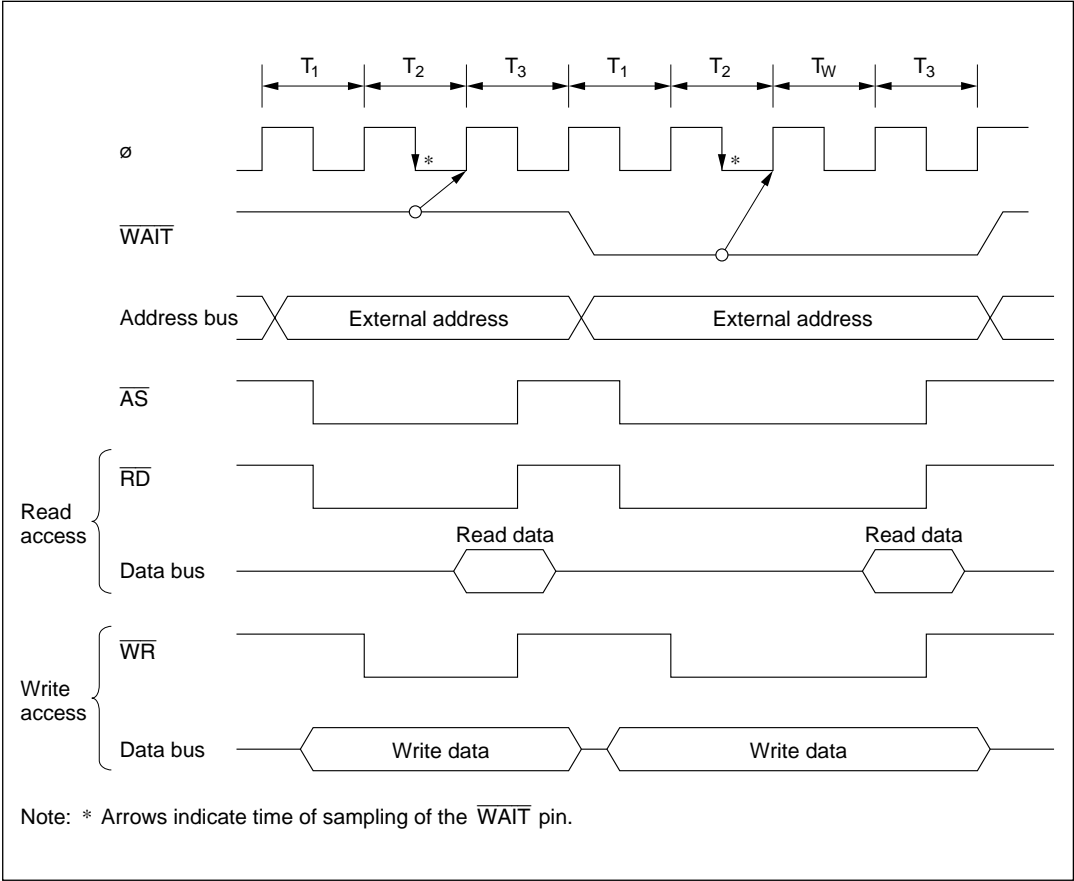 T1 T2 T3 T1 T2 TW T3
ø
* *
WAIT
Address bus External address External address
AS
RD
Read access
Read data Read data
Data bus
WR
Write access
Data bus Write data Write data
Note: * Arrows indicate time of sampling of the WAIT pin.